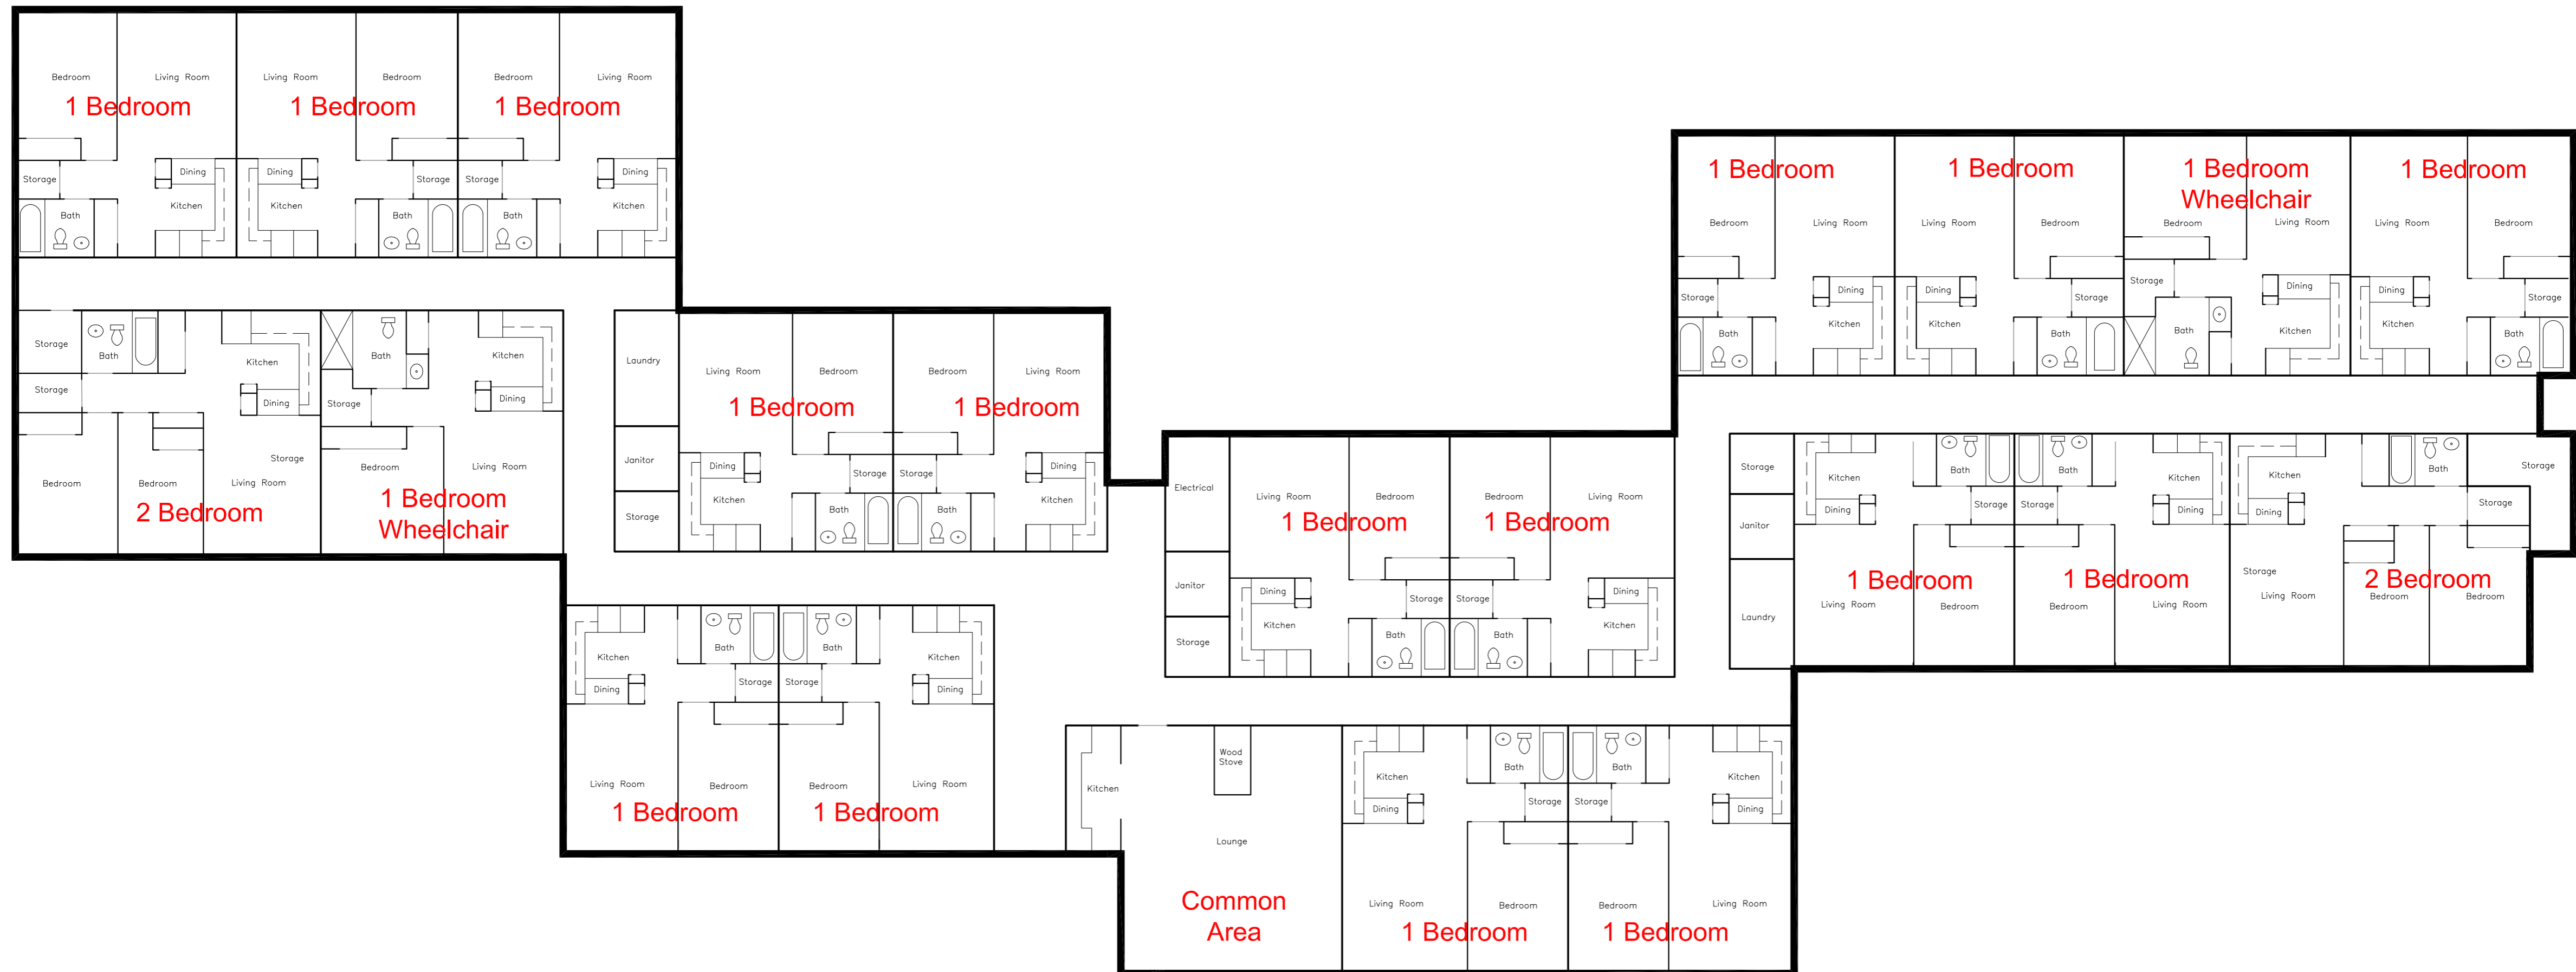 Bedroom
Living Room
1 Bedroom
Storage
Bath
Dining
Kitchen
Living Room
Bedroom
1 Bedroom
Dining
Kitchen
Storage
Bath
Bedroom
Living Room
1 Bedroom
Storage
Bath
Dining
Kitchen
Storage
Bath
Kitchen
Storage
Dining
Storage
Bedroom
Bedroom
Living Room
2 Bedroom
Bath
Kitchen
Storage
Dining
Bedroom
Living Room
1 Bedroom
Wheelchair
Laundry
Janitor
Storage
Living Room
Bedroom
1 Bedroom
Dining
Storage
Kitchen
Bath
Bedroom
Living Room
1 Bedroom
Storage
Dining
Bath
Kitchen
Kitchen
Bath
Dining
Storage
Living Room
Bedroom
1 Bedroom
Bath
Kitchen
Storage
Dining
Bedroom
Living Room
1 Bedroom
Electrical
Janitor
Storage
Living Room
Bedroom
1 Bedroom
Dining
Storage
Kitchen
Bath
Bedroom
Living Room
1 Bedroom
Storage
Dining
Bath
Kitchen
Kitchen
Wood
Stove
Lounge
Common
Area
Kitchen
Bath
Dining
Storage
Living Room
Bedroom
1 Bedroom
Bath
Kitchen
Storage
Dining
Bedroom
Living Room
1 Bedroom
1 Bedroom
Bedroom
Living Room
Storage
Dining
Bath
Kitchen
1 Bedroom
Living Room
Bedroom
Dining
Storage
Kitchen
Bath
1 Bedroom
Wheelchair
Bedroom
Living Room
Storage
Dining
Bath
Kitchen
1 Bedroom
Living Room
Bedroom
Dining
Storage
Kitchen
Bath
Storage
Janitor
Laundry
Kitchen
Bath
Dining
Storage
1 Bedroom
Living Room
Bedroom
Bath
Kitchen
Storage
Dining
1 Bedroom
Bedroom
Living Room
Kitchen
Bath
Storage
Dining
Storage
Storage
2 Bedroom
Living Room
Bedroom
Bedroom